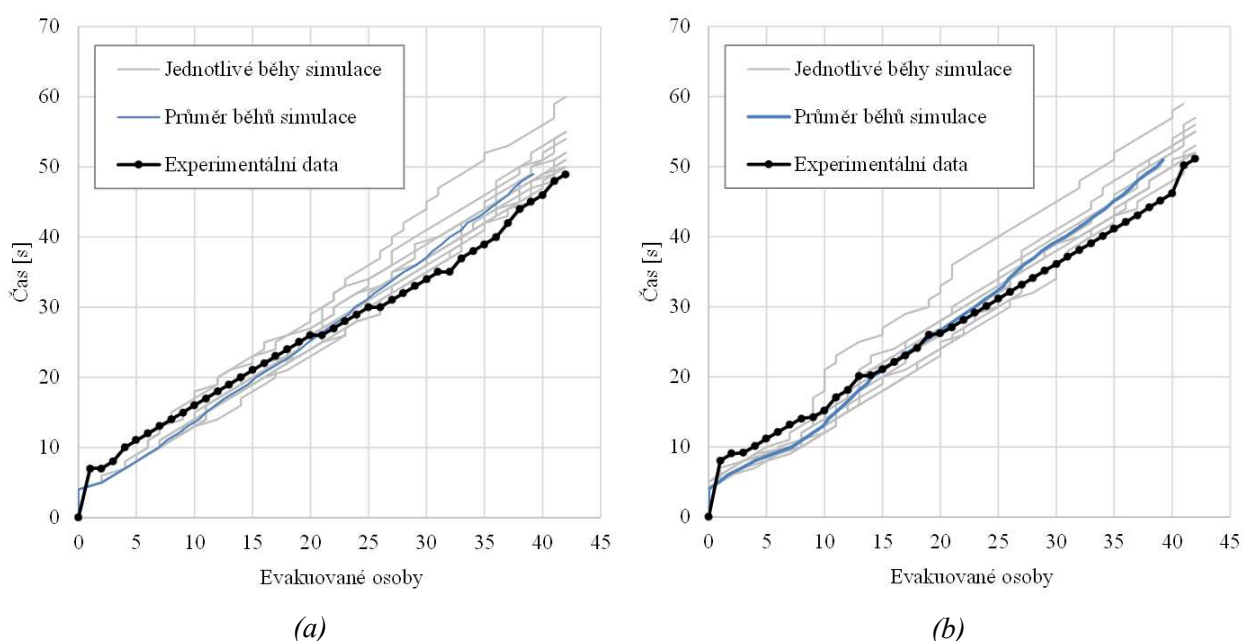 70
60
50
40
30
20
10
0
Čas [s]
Jednotlivé běhy simulace
Průměr běhů simulace
Experimentální data
0 5 10 15 20 25 30 35 40 45
Evakuované osoby
(a)
70
60
50
40
30
20
10
0
Čas [s]
Jednotlivé běhy simulace
Průměr běhů simulace
Experimentální data
0 5 10 15 20 25 30 35 40 45
Evakuované osoby
(b)